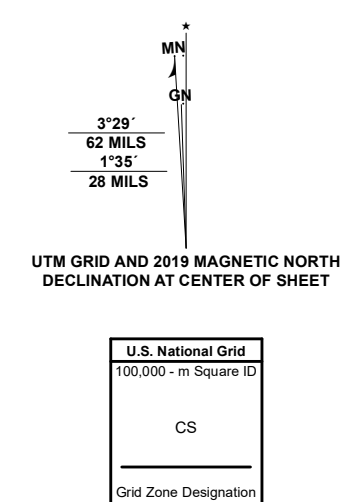 ★
MN
GN
3°29´
62 MILS
1°35´
28 MILS
UTM GRID AND 2019 MAGNETIC NORTH
DECLINATION AT CENTER OF SHEET
U.S. National Grid
100,000 - m Square ID
CS
Grid Zone Designation